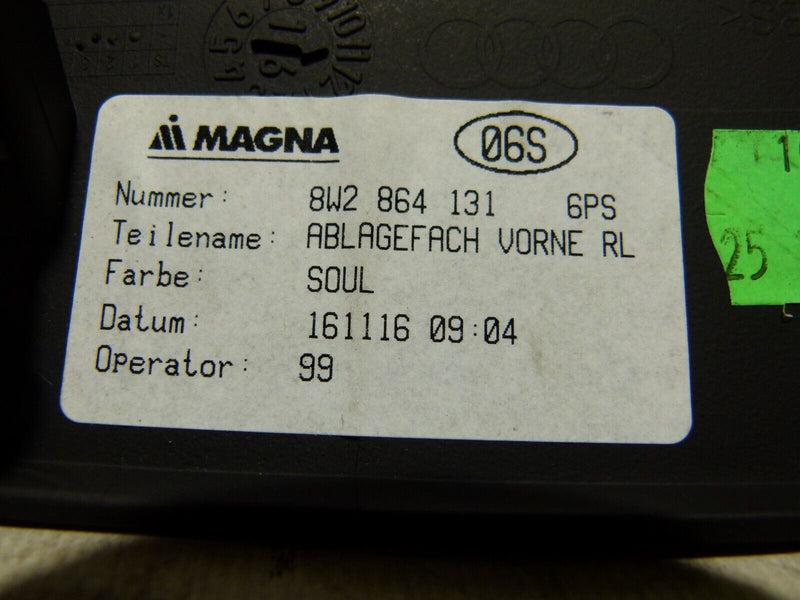 MAGNA 06S
Nummer: 8W2 864 131 6PS
Teilename: ABLAGEFACH VORNE RL
Farbe: SOUL
Datum: 161116 09:04
Operator: 99
25